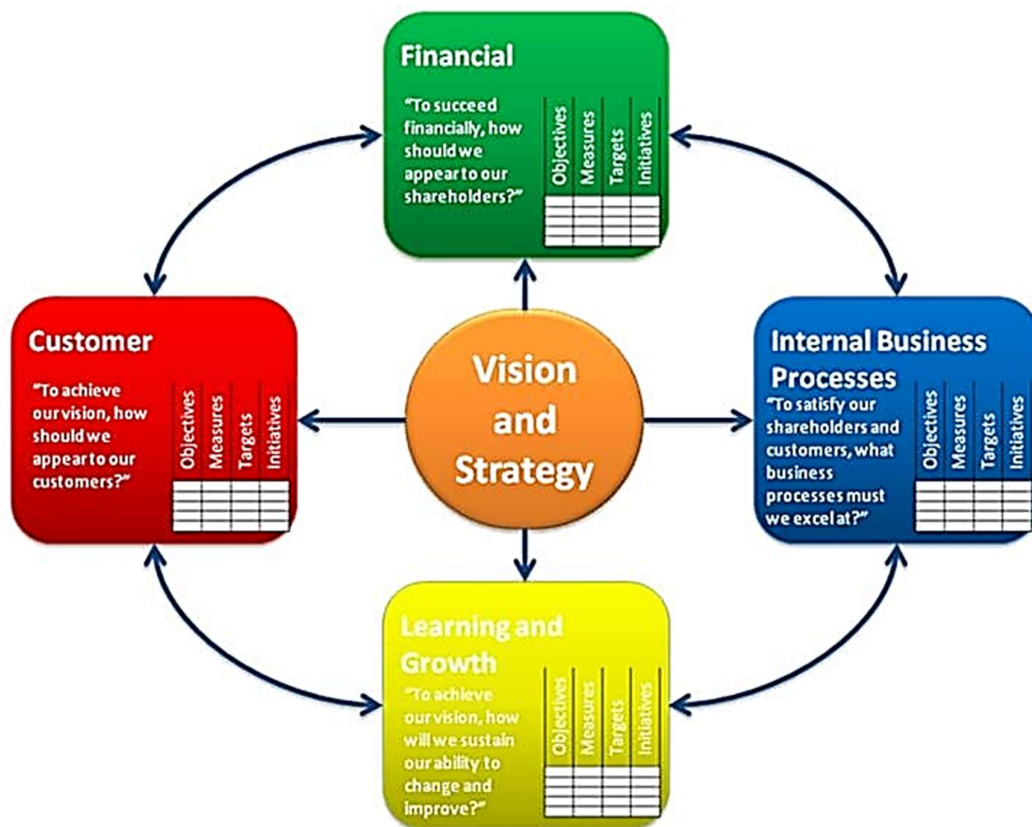 Financial
"To succeed
financially, how
should we
appear to our
shareholders?"
Objectives
Measures
Targets
Initiatives
Customer
"To achieve
our vision, how
should we
appear to our
customers?"
Objectives
Measures
Targets
Initiatives
Vision
and
Strategy
Internal Business
Processes
"To satisfy our
shareholders and
customers, what
business
processes must
we excel at?"
Objectives
Measures
Targets
Initiatives
Learning and
Growth
"To achieve
our vision, how
will we sustain
our ability to
change and
improve?"
Objectives
Measures
Targets
Initiatives